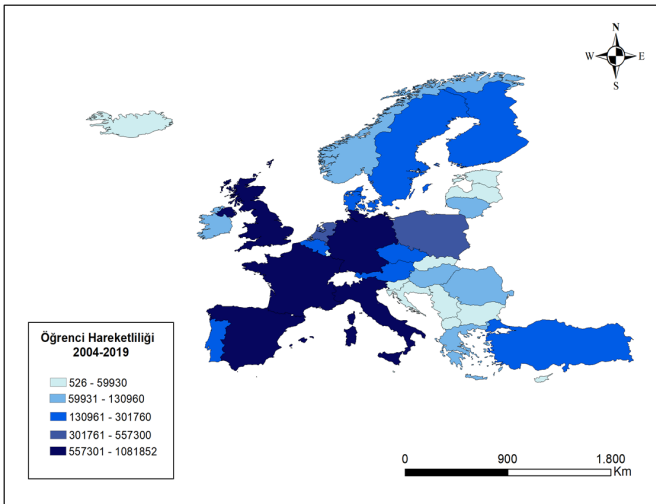 N
W E
S
Öğrenci Hareketliliği
2004-2019
526 - 59930
59931 - 130960
130961 - 301760
301761 - 557300
557301 - 1081852
0 900 1.800
Km